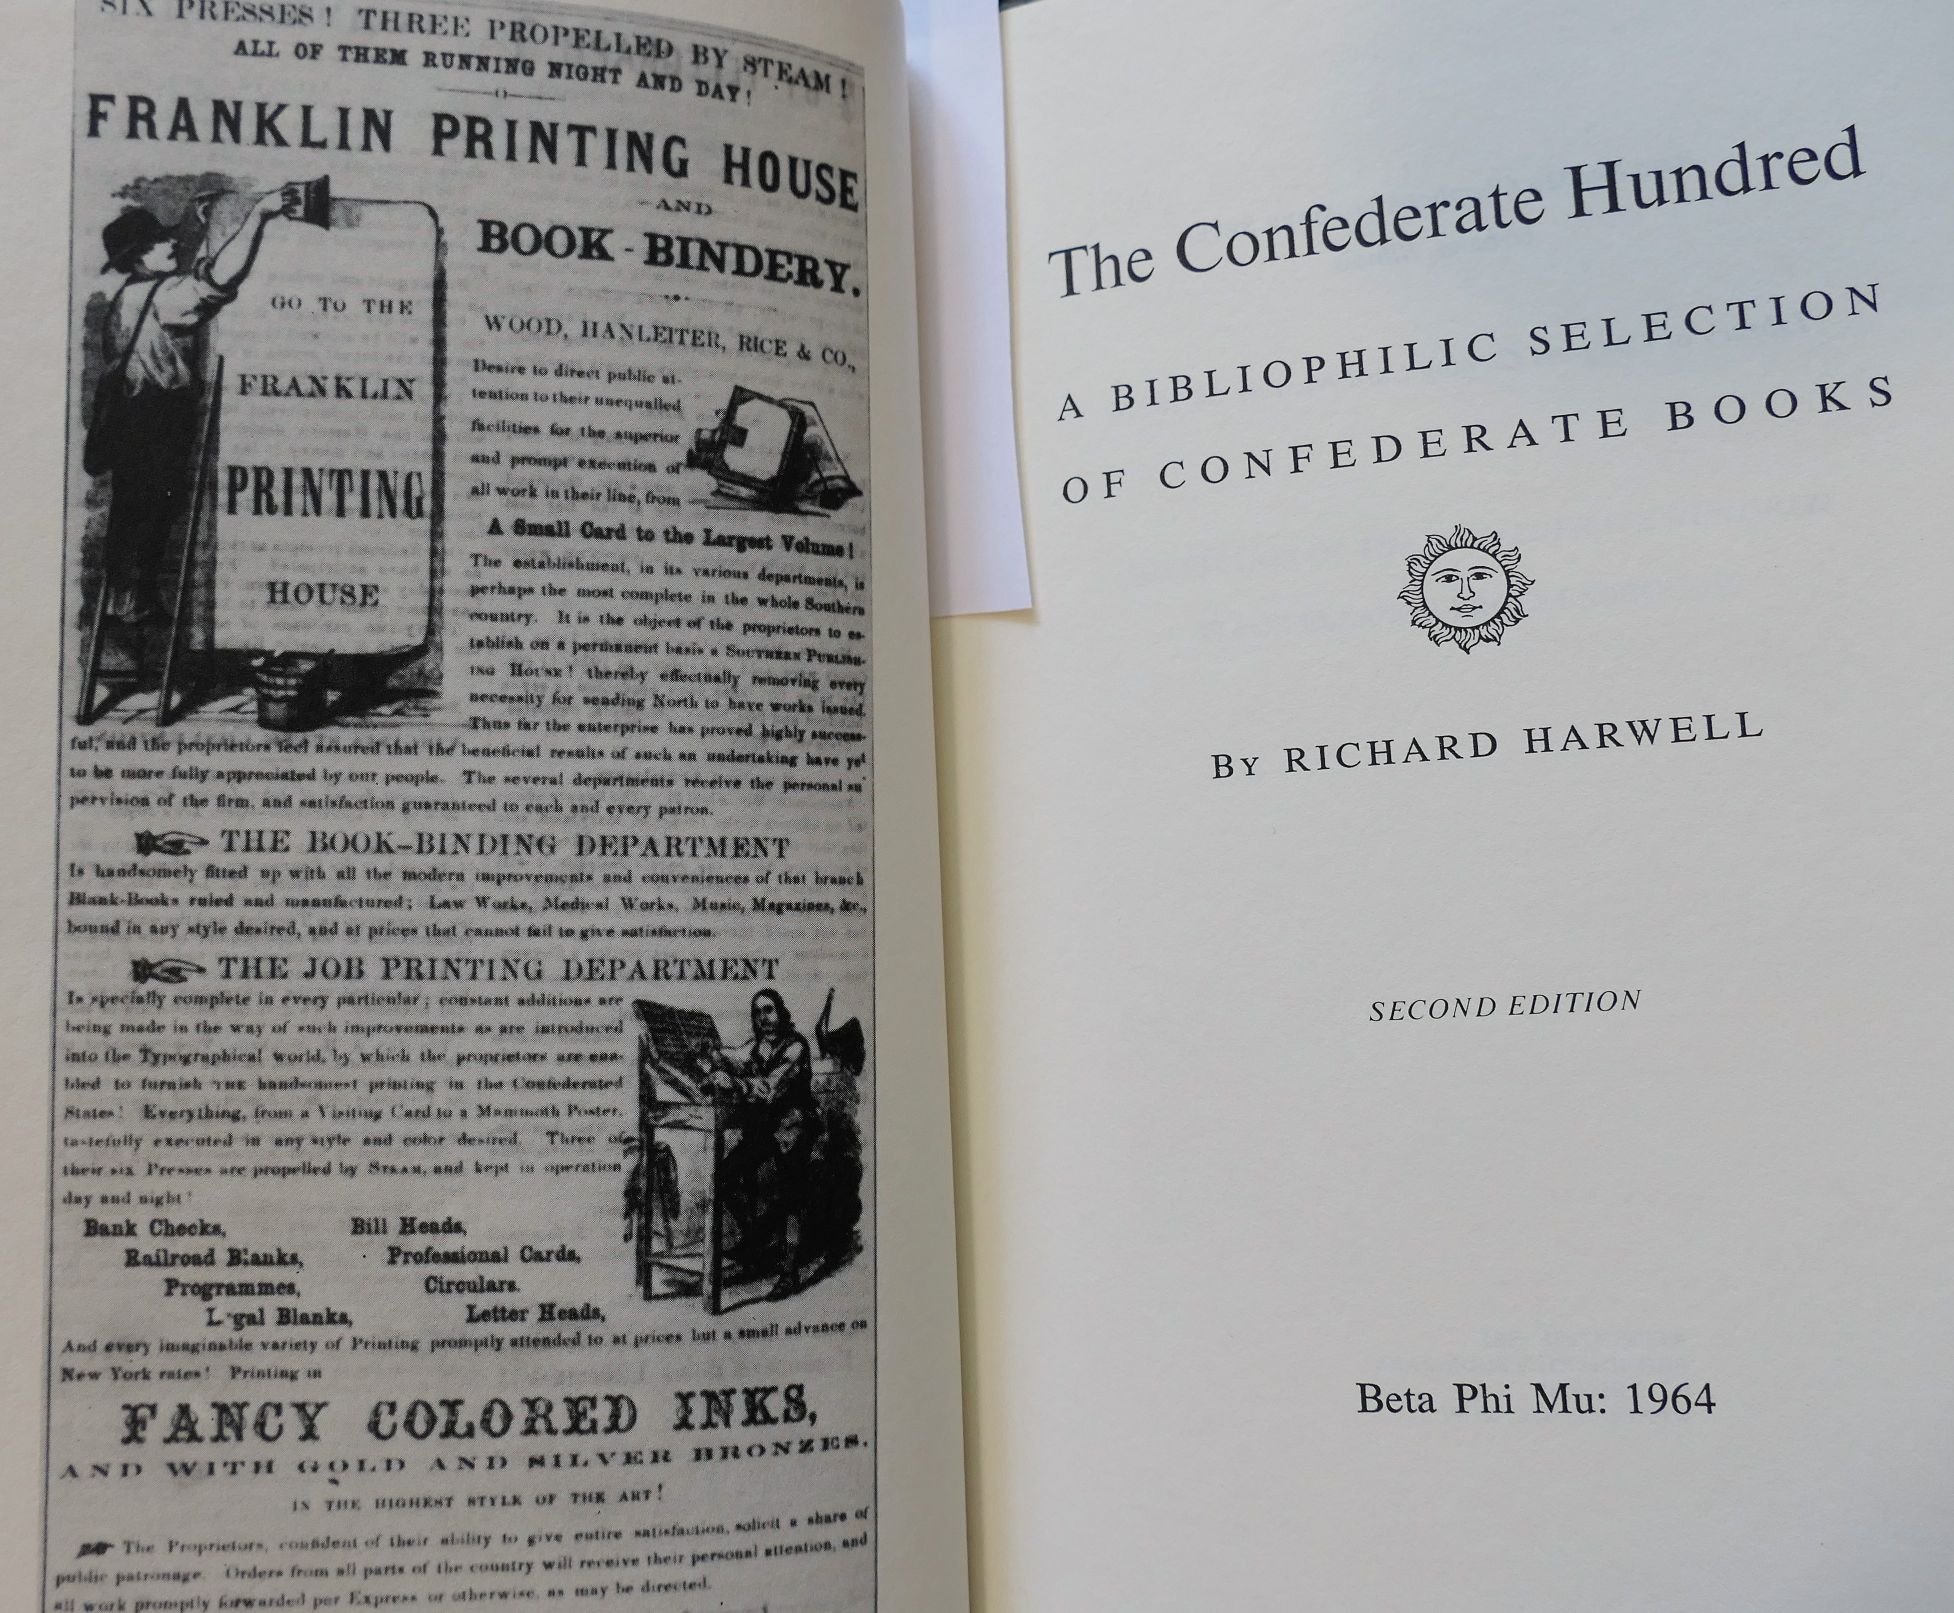 SIX PRESSES! THREE PROPELLED BY STEAM!
ALL OF THEM RUNNING NIGHT AND DAY!
FRANKLIN PRINTING HOUSE
AND
BOOK-BINDERY.
GO TO THE
FRANKLIN
PRINTING
HOUSE
WOOD, HANLEITER, RICE & CO.,
Desire to direct public at-
tention to their unequalled
facilities for the superior
and prompt execution of
all work in their line, from
A Small Card to the Largest Volume!
The establishment, in its various departments, is
perhaps the most complete in the whole Southern
country. It is the object of the proprietors to es-
tablish on a permanent basis a SOUTHERN PUBLISH-
ING HOUSE! thereby effectually removing every
necessity for sending North to have works issued.
Thus far the enterprise has proved highly success-
ful, and the proprietors feel assured that the beneficial results of such an undertaking have yet
to be more fully appreciated by our people. The several departments receive the personal su
pervision of the firm, and satisfaction guaranteed to each and every patron.
THE BOOK-BINDING DEPARTMENT
Is handsomely fitted up with all the modern improvements and conveniences of that branch
Blank-Books ruled and manufactured; Law Works, Medical Works, Music, Magazines, &c.,
bound in any style desired, and at prices that cannot fail to give satisfaction.
THE JOB PRINTING DEPARTMENT
Is specially complete in every particular; constant additions are
being made in the way of such improvements as are introduced
into the Typographical world, by which the proprietors are ena-
bled to furnish THE handsomest printing in the Confederated
States! Everything, from a Visiting Card to a Mammoth Poster,
tastefully executed in any style and color desired. Three of
their six Presses are propelled by STEAM, and kept in operation
day and night!
Bank Checks, Bill Heads,
Railroad Blanks, Professional Cards,
Programmes, Circulars.
Legal Blanks, Letter Heads,
And every imaginable variety of Printing promptly attended to at prices but a small advance on
New York rates! Printing in
FANCY COLORED INKS,
AND WITH GOLD AND SILVER BRONZES.
IN THE HIGHEST STYLE OF THE ART!
The Proprietors, confident of their ability to give entire satisfaction, solicit a share of
public patronage. Orders from all parts of the country will receive their personal attention, and
all work promptly forwarded per Express or otherwise, as may be directed.
The Confederate Hundred
A BIBLIOPHILIC SELECTION
OF CONFEDERATE BOOKS
BY RICHARD HARWELL
SECOND EDITION
Beta Phi Mu: 1964